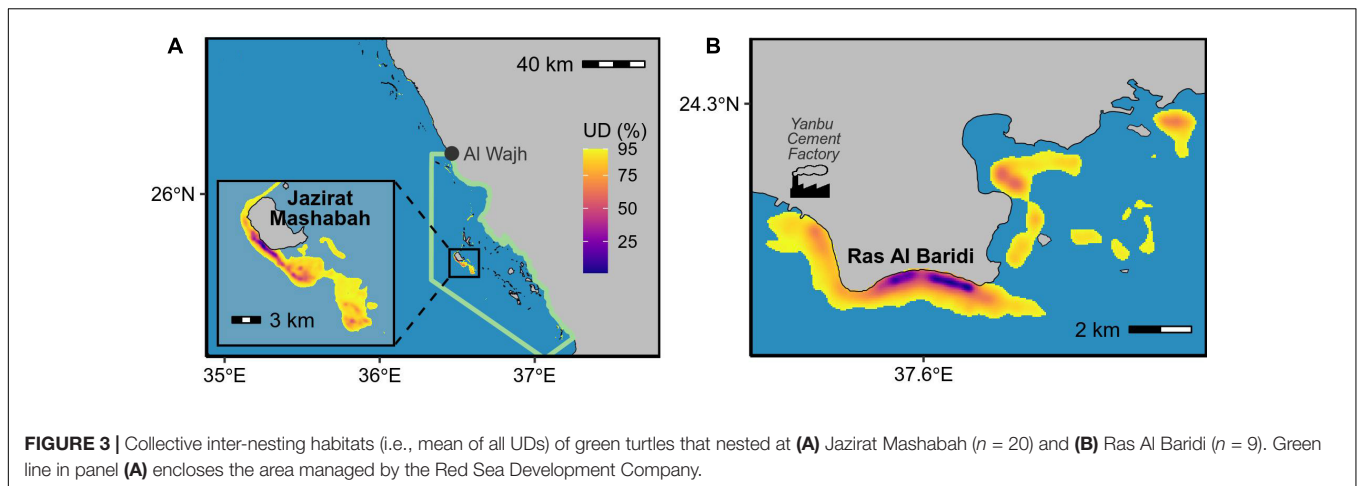 A
40 km
UD (%)
95
75
50
25
Al Wajh
26°N
Jazirat
Mashabah
3 km
35°E
36°E
37°E
B
24.3°N
Yanbu
Cement
Factory
Ras Al Baridi
2 km
37.6°E
FIGURE 3 | Collective inter-nesting habitats (i.e., mean of all UDs) of green turtles that nested at (A) Jazirat Mashabah (n = 20) and (B) Ras Al Baridi (n = 9). Green
line in panel (A) encloses the area managed by the Red Sea Development Company.